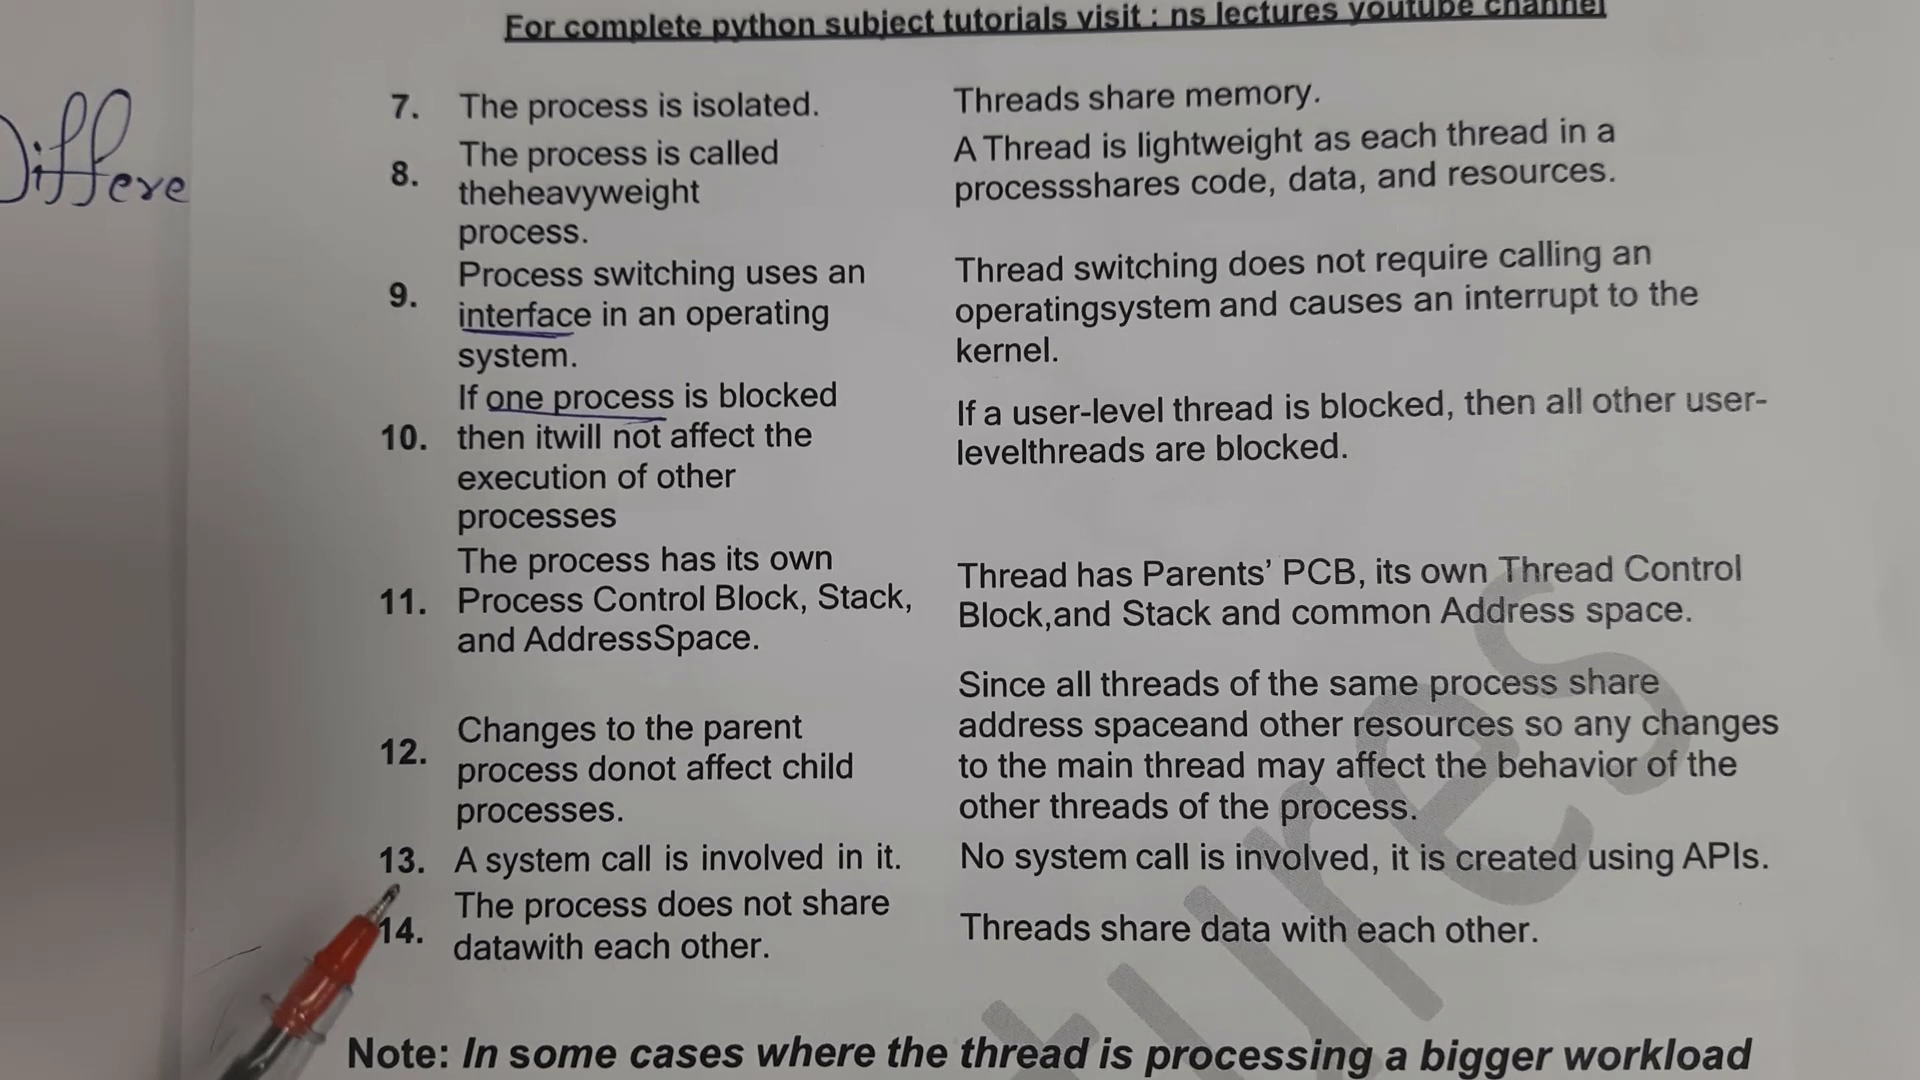 For complete python subject tutorials visit : ns lectures youtube channel
Differe
7. The process is isolated. Threads share memory.
8. The process is called
theheavyweight
process.
A Thread is lightweight as each thread in a
processshares code, data, and resources.
9. Process switching uses an
interface in an operating
system.
Thread switching does not require calling an
operatingsystem and causes an interrupt to the
kernel.
10. If one process is blocked
then itwill not affect the
execution of other
processes
If a user-level thread is blocked, then all other user-
levelthreads are blocked.
11. The process has its own
Process Control Block, Stack,
and AddressSpace.
Thread has Parents’ PCB, its own Thread Control
Block,and Stack and common Address space.
12. Changes to the parent
process donot affect child
processes.
Since all threads of the same process share
address spaceand other resources so any changes
to the main thread may affect the behavior of the
other threads of the process.
13. A system call is involved in it. No system call is involved, it is created using APIs.
14. The process does not share
datawith each other.
Threads share data with each other.
Note: In some cases where the thread is processing a bigger workload
tures